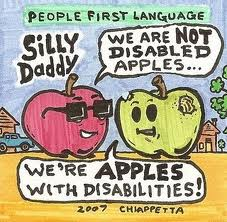 PEOPLE FIRST LANGUAGE
SILLY
DADDY
WE ARE NOT
DISABLED
APPLES...
WE'RE APPLES
WITH DISABILITIES!
2007 CHIAPPETTA